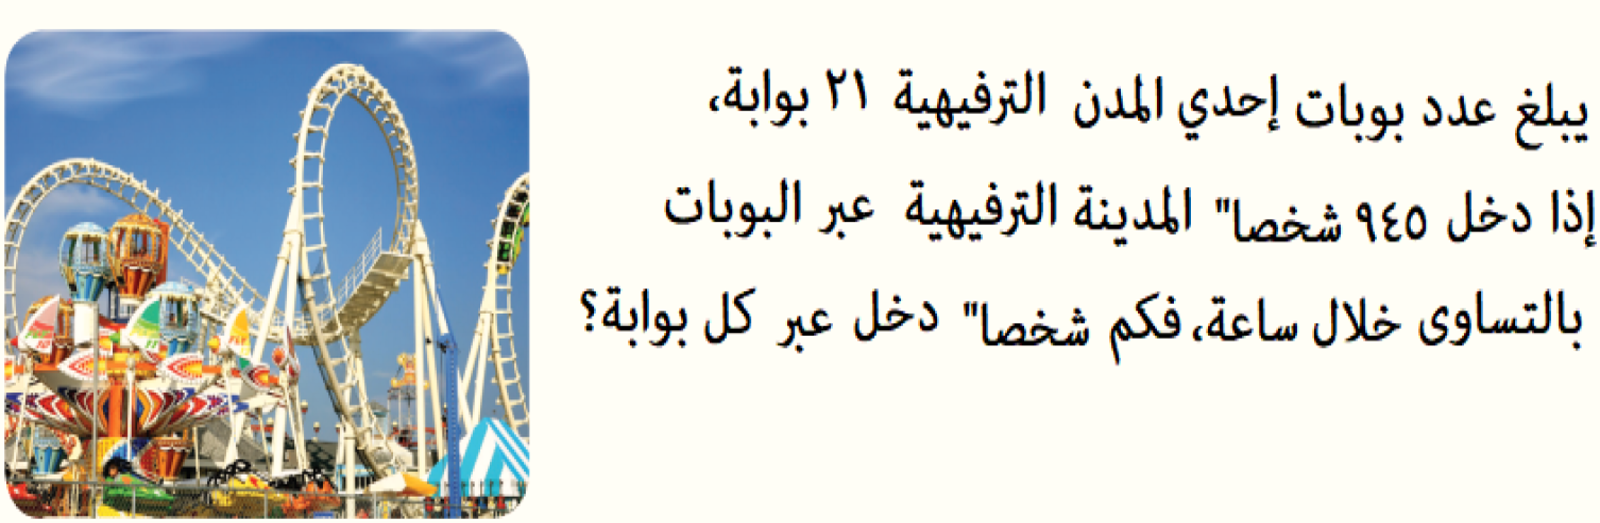 يبلغ عدد بوبات إحدي المدن الترفيهية ٢١ بوابة،
إذا دخل ٩٤٥ شخصا" المدينة الترفيهية عبر البوبات
بالتساوى خلال ساعة، فكم شخصا" دخل عبر كل بوابة؟